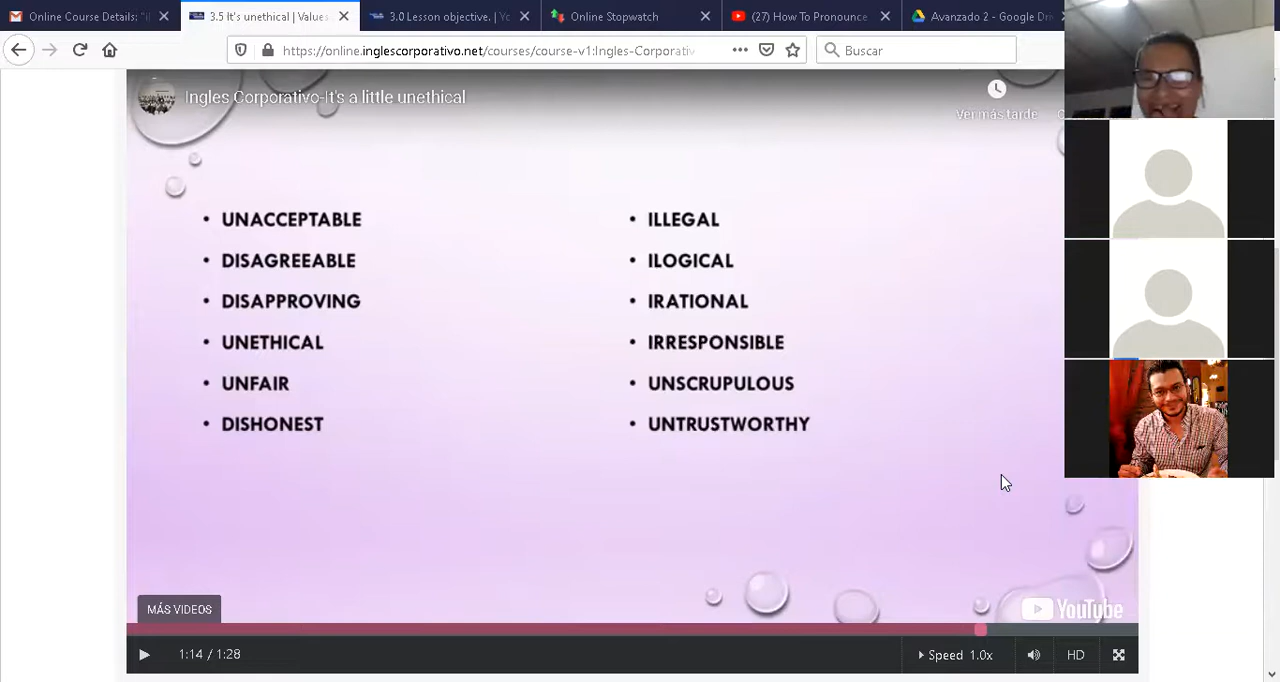 Online Course Details: "i
3.5 It's unethical | Values
3.0 Lesson objective. | Yo
Online Stopwatch
(27) How To Pronounce
Avanzado 2 - Google Dri
https://online.inglescorporativo.net/courses/course-v1:Ingles-Corporativ
Buscar
Ingles Corporativo-It's a little unethical
Ver más tarde
• UNACCEPTABLE
• DISAGREEABLE
• DISAPPROVING
• UNETHICAL
• UNFAIR
• DISHONEST
• ILLEGAL
• ILOGICAL
• IRATIONAL
• IRRESPONSIBLE
• UNSCRUPULOUS
• UNTRUSTWORTHY
MÁS VIDEOS
YouTube
1:14 / 1:28
Speed 1.0x
HD